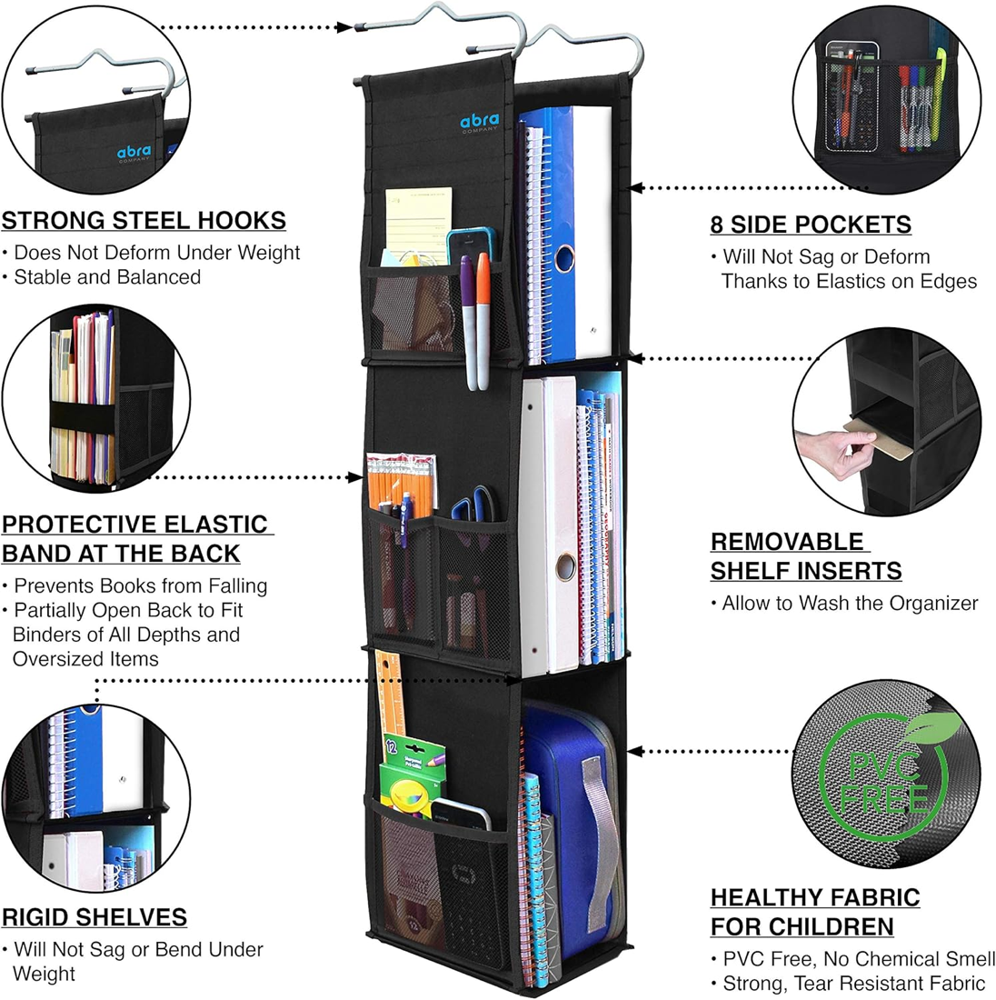 abra
COMPANY
STRONG STEEL HOOKS
• Does Not Deform Under Weight
• Stable and Balanced
PROTECTIVE ELASTIC
BAND AT THE BACK
• Prevents Books from Falling
• Partially Open Back to Fit
Binders of All Depths and
Oversized Items
RIGID SHELVES
• Will Not Sag or Bend Under
Weight
abra
COMPANY
12
8 SIDE POCKETS
• Will Not Sag or Deform
Thanks to Elastics on Edges
REMOVABLE
SHELF INSERTS
• Allow to Wash the Organizer
PVC
FREE
HEALTHY FABRIC
FOR CHILDREN
• PVC Free, No Chemical Smell
• Strong, Tear Resistant Fabric